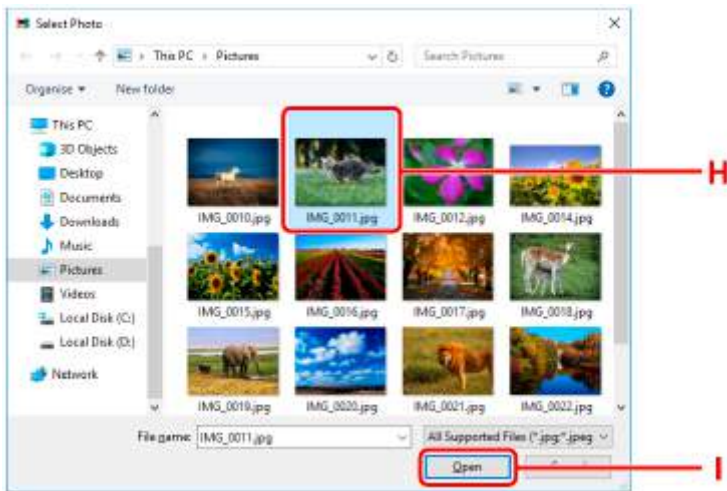 Select Photo
This PC › Pictures
Search Pictures
Organise
New folder
This PC
3D Objects
Desktop
Documents
Downloads
Music
Pictures
Videos
Local Disk (C:)
Local Disk (D:)
Network
IMG_0010.jpg IMG_0011.jpg IMG_0012.jpg IMG_0014.jpg
IMG_0015.jpg IMG_0016.jpg IMG_0017.jpg IMG_0018.jpg
IMG_0019.jpg IMG_0020.jpg IMG_0021.jpg IMG_0022.jpg
H
File name: IMG_0011.jpg
All Supported Files (*.jpg;*.jpeg
Open
I